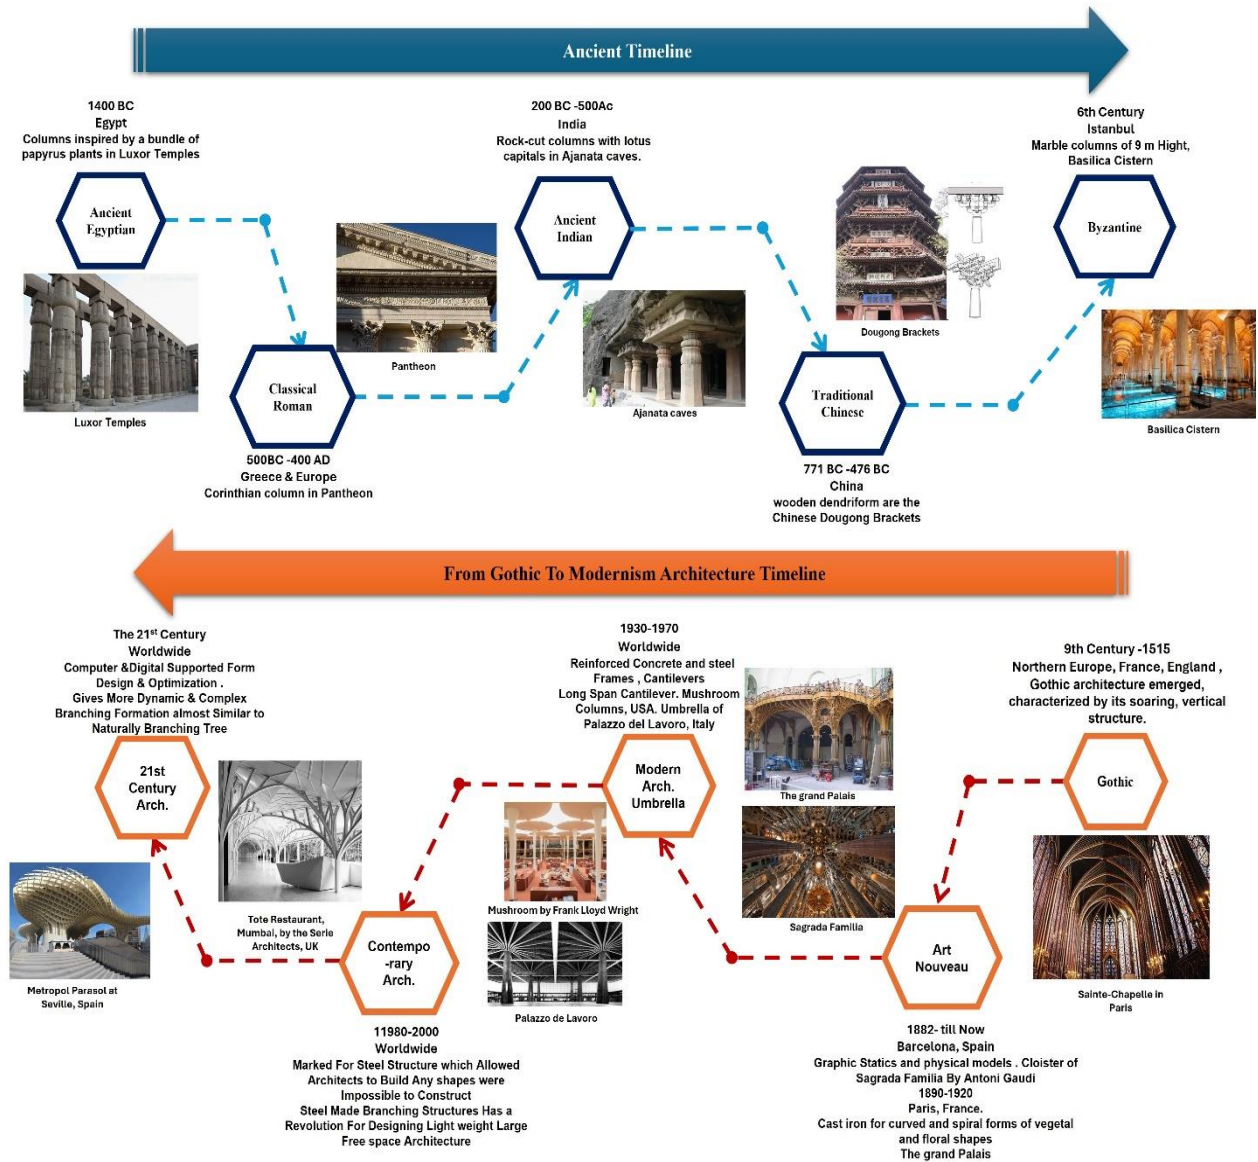 Ancient Timeline
1400 BC
Egypt
Columns inspired by a bundle of
papyrus plants in Luxor Temples
Ancient
Egyptian
Luxor Temples
Classical
Roman
500BC -400 AD
Greece & Europe
Corinthian column in Pantheon
Pantheon
200 BC -500Ac
India
Rock-cut columns with lotus
capitals in Ajanata caves.
Ancient
Indian
Ajanata caves
Dougong Brackets
Traditional
Chinese
771 BC -476 BC
China
wooden dendriform are the
Chinese Dougong Brackets
6th Century
Istanbul
Marble columns of 9 m Hight,
Basilica Cistern
Byzantine
Basilica Cistern
From Gothic To Modernism Architecture Timeline
9th Century -1515
Northern Europe, France, England ,
Gothic architecture emerged,
characterized by its soaring, vertical
structure.
Gothic
Sainte-Chapelle in
Paris
Art
Nouveau
1882- till Now
Barcelona, Spain
Graphic Statics and physical models . Cloister of
Sagrada Familia By Antoni Gaudi
1890-1920
Paris, France.
Cast iron for curved and spiral forms of vegetal
and floral shapes
The grand Palais
The grand Palais
Sagrada Familia
1930-1970
Worldwide
Reinforced Concrete and steel
Frames , Cantilevers
Long Span Cantilever. Mushroom
Columns, USA. Umbrella of
Palazzo del Lavoro, Italy
Modern
Arch.
Umbrella
Mushroom by Frank Lloyd Wright
Palazzo de Lavoro
Contempo
-rary
Arch.
11980-2000
Worldwide
Marked For Steel Structure which Allowed
Architects to Build Any shapes were
Impossible to Construct
Steel Made Branching Structures Has a
Revolution For Designing Light weight Large
Free space Architecture
Tote Restaurant,
Mumbai, by the Serie
Architects, UK
The 21st Century
Worldwide
Computer &Digital Supported Form
Design & Optimization .
Gives More Dynamic & Complex
Branching Formation almost Similar to
Naturally Branching Tree
21st
Century
Arch.
Metropol Parasol at
Seville, Spain